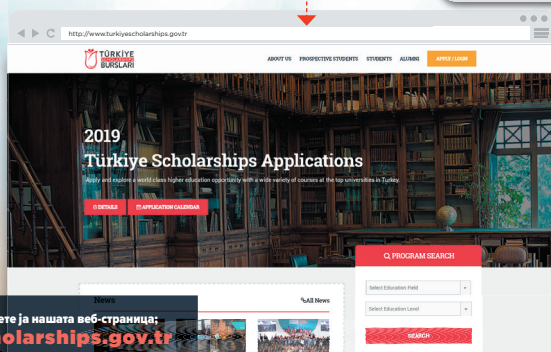 http://www.turkiyescholarships.gov.tr
TÜRKİYE
SCHOLARSHIPS
BURSLARI
ABOUT US PROSPECTIVE STUDENTS STUDENTS ALUMNI APPLY / LOGIN
2019
Türkiye Scholarships Applications
Apply and explore a world class higher education opportunity with a wide variety of courses at the top universities in Turkey.
DETAILS APPLICATION CALENDAR
PROGRAM SEARCH
Select Education Field
Select Education Level
SEARCH
News
All News
ете ја нашата веб-страница;
holarships.gov.tr